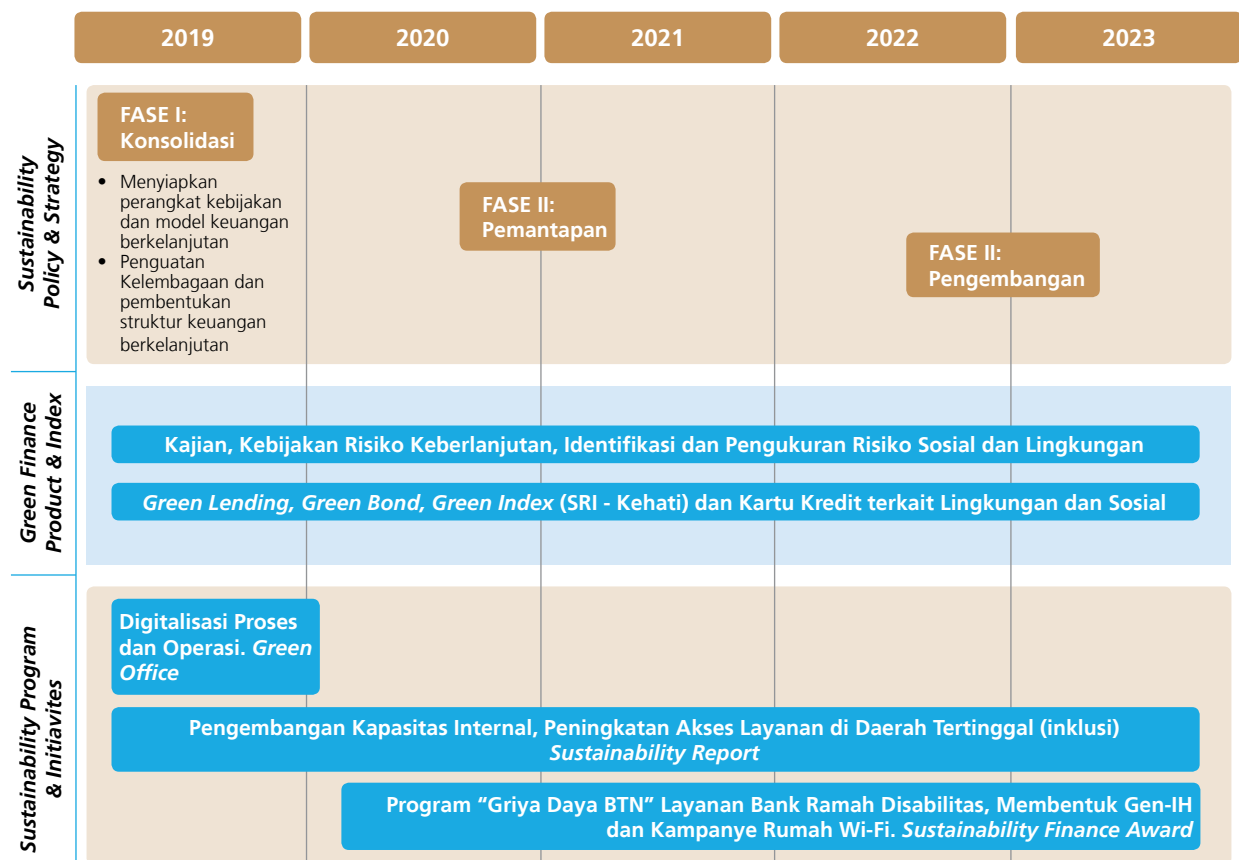 2019
2020
2021
2022
2023
Sustainability
Policy & Strategy
FASE I:
Konsolidasi
• Menyiapkan
perangkat kebijakan
dan model keuangan
berkelanjutan
• Penguatan
Kelembagaan dan
pembentukan
struktur keuangan
berkelanjutan
FASE II:
Pemantapan
FASE II:
Pengembangan
Green Finance
Product & Index
Kajian, Kebijakan Risiko Keberlanjutan, Identifikasi dan Pengukuran Risiko Sosial dan Lingkungan
Green Lending, Green Bond, Green Index (SRI - Kehati) dan Kartu Kredit terkait Lingkungan dan Sosial
Sustainability Program
& Initiavites
Digitalisasi Proses
dan Operasi. Green
Office
Pengembangan Kapasitas Internal, Peningkatan Akses Layanan di Daerah Tertinggal (inklusi)
Sustainability Report
Program “Griya Daya BTN” Layanan Bank Ramah Disabilitas, Membentuk Gen-IH
dan Kampanye Rumah Wi-Fi. Sustainability Finance Award